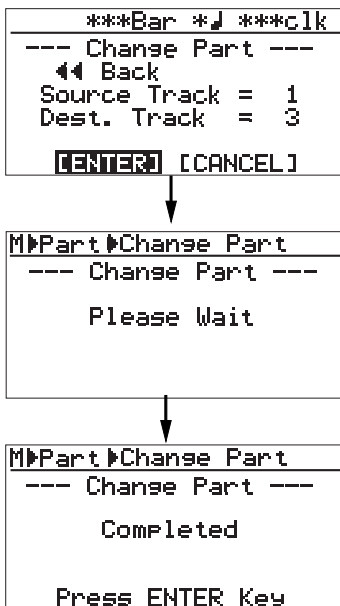 ***Bar *♩ ***clk
--- Change Part ---
◀◀ Back
Source Track = 1
Dest. Track = 3
[ENTER] [CANCEL]
M▶Part▶Change Part
--- Change Part ---
Please Wait
M▶Part▶Change Part
--- Change Part ---
Completed
Press ENTER Key